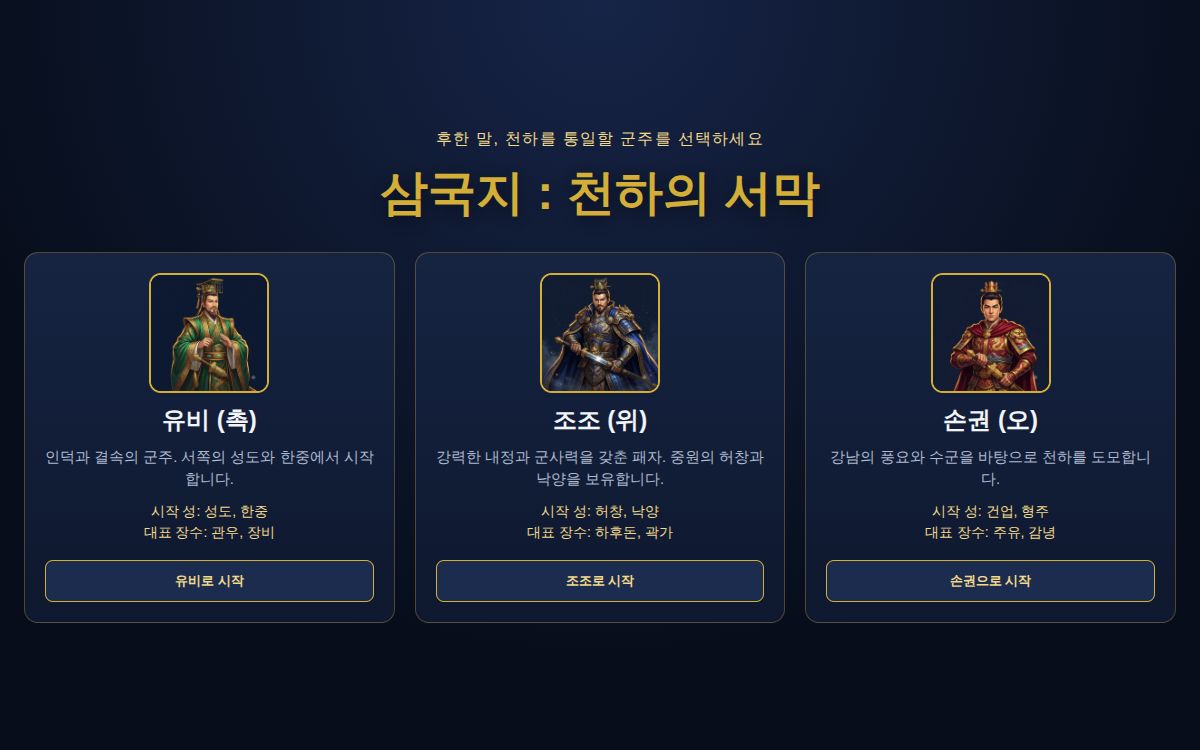 후한 말, 천하를 통일할 군주를 선택하세요
삼국지 : 천하의 서막
유비 (촉)
인덕과 결속의 군주. 서쪽의 성도와 한중에서 시작
합니다.
시작 성: 성도, 한중
대표 장수: 관우, 장비
유비로 시작
조조 (위)
강력한 내정과 군사력을 갖춘 패자. 중원의 허창과
낙양을 보유합니다.
시작 성: 허창, 낙양
대표 장수: 하후돈, 곽가
조조로 시작
손권 (오)
강남의 풍요와 수군을 바탕으로 천하를 도모합니
다.
시작 성: 건업, 형주
대표 장수: 주유, 감녕
손권으로 시작